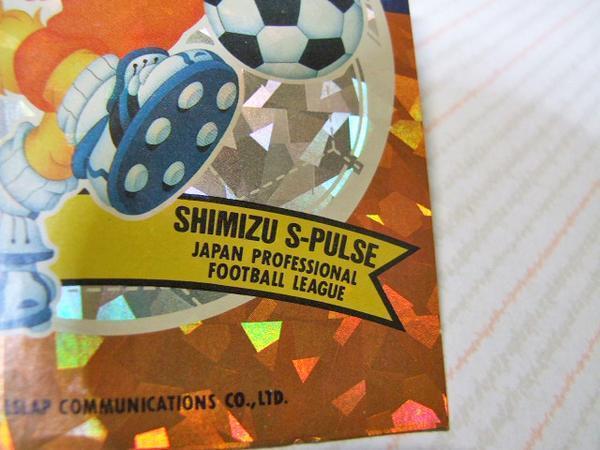 SHIMIZU S-PULSE
JAPAN PROFESSIONAL
FOOTBALL LEAGUE
COMMUNICATIONS CO.,LTD.